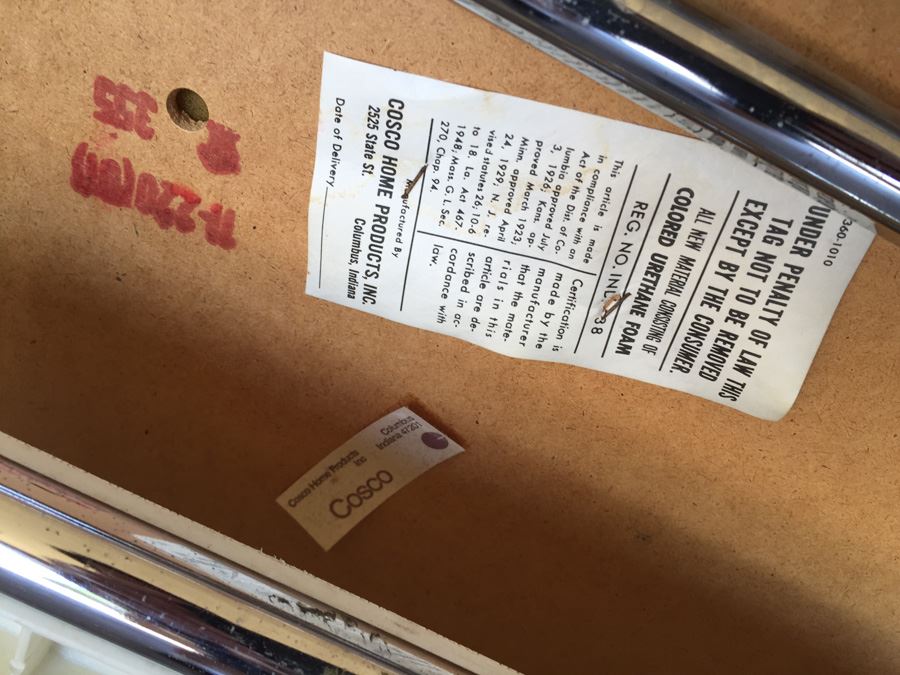 360-1010
UNDER PENALTY OF LAW THIS
TAG NOT TO BE REMOVED
EXCEPT BY THE CONSUMER.
ALL NEW MATERIAL CONSISTING OF
COLORED URETHANE FOAM
REG. NO. IND. 38
This article is made
in compliance with an
Act of the Dist. of Co-
lumbia approved July
3, 1926; Kans. ap-
proved March 1923;
Minn. approved April
24, 1929; N. J. re-
vised statutes 26:10-6
to 18. La. Act 467-
1948; Mass. G. L. Sec.
270, Chap. 94.
Certification is
made by the
manufacturer
that the mate-
rials in this
article are de-
scribed in ac-
cordance with
law.
Manufactured By
COSCO HOME PRODUCTS, INC.
2525 State St. Columbus, Indiana
Date of Delivery
Columbus
Indiana 47201
Cosco Home Products
Inc
Cosco
335